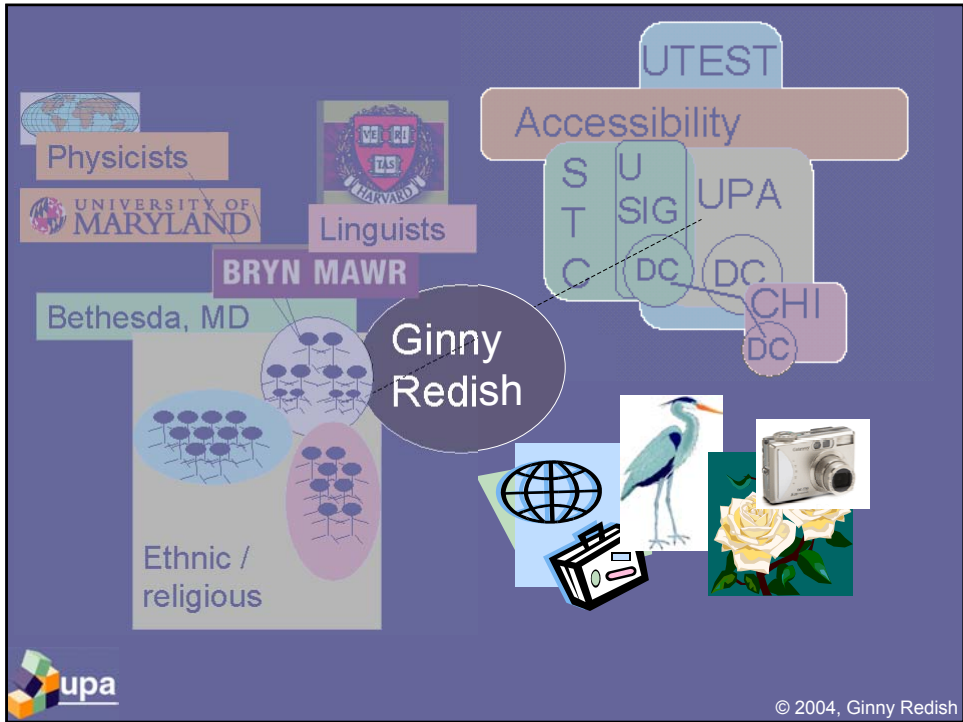 UTEST
Accessibility
Physicists
UNIVERSITY OF
MARYLAND
VE RI
TAS
HARVARD
Linguists
BRYN MAWR
Bethesda, MD
S
T
C
U
SIG
UPA
DC
DC
CHI
DC
Ginny
Redish
Ethnic /
religious
upa
© 2004, Ginny Redish